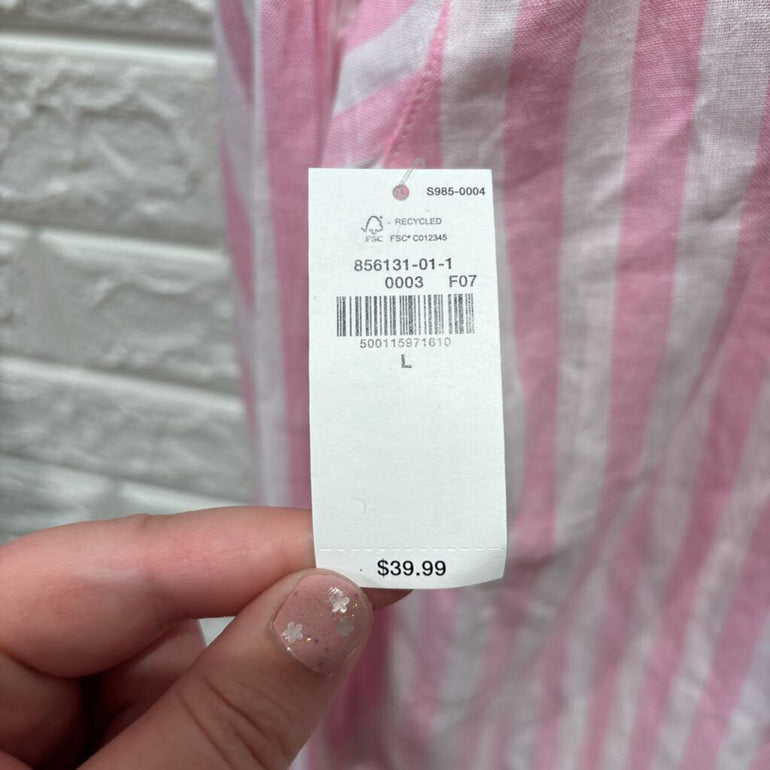 S985-0004
- RECYCLED
FSC FSC® C012345
856131-01-1
0003 F07
500115971610
L
$39.99